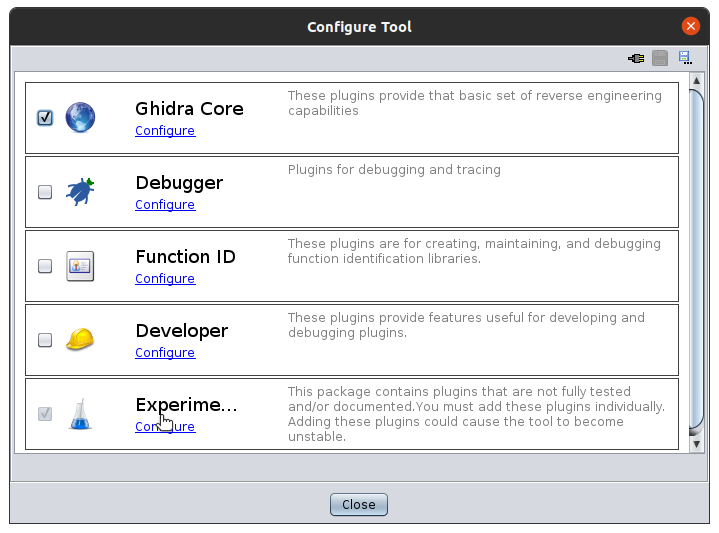 Configure Tool
Ghidra Core
Configure
These plugins provide that basic set of reverse engineering
capabilities
Debugger
Configure
Plugins for debugging and tracing
Function ID
Configure
These plugins are for creating, maintaining, and debugging
function identification libraries.
Developer
Configure
These plugins provide features useful for developing and
debugging plugins.
Experime...
Configure
This package contains plugins that are not fully tested
and/or documented.You must add these plugins individually.
Adding these plugins could cause the tool to become
unstable.
Close